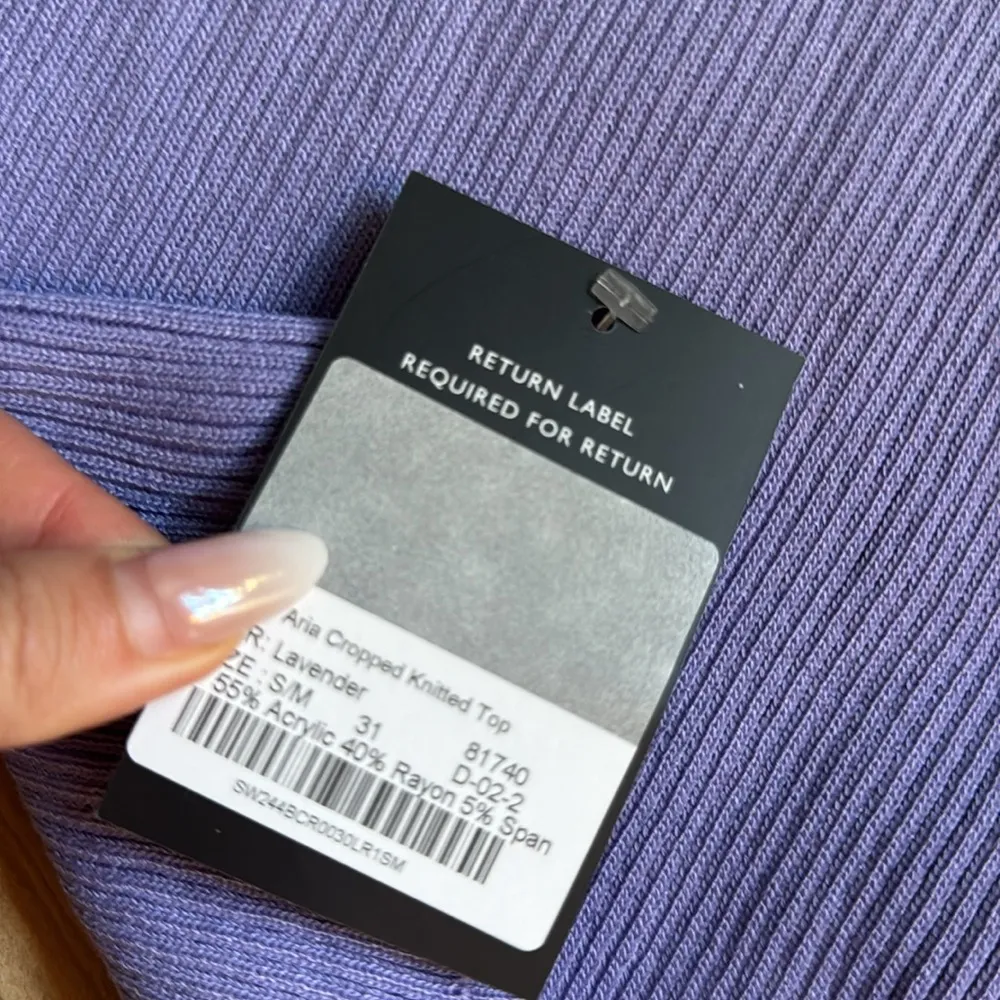 RETURN LABEL
REQUIRED FOR RETURN
Aria Cropped Knitted Top
R: Lavender
ZE : S/M 31 81740
D-02-2
55% Acrylic 40% Rayon 5% Span
SW244BCR0030LR1SM